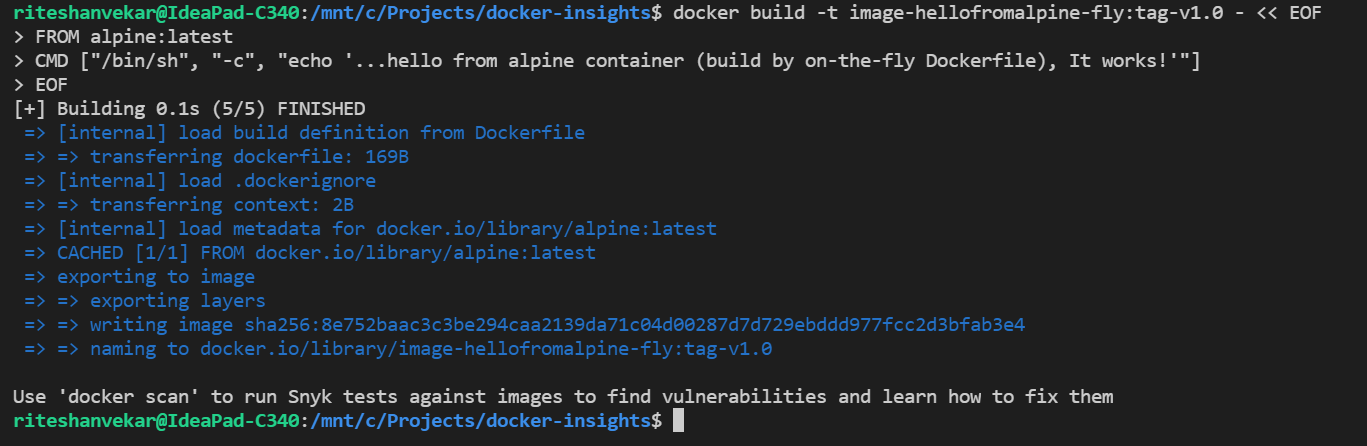 riteshanvekar@IdeaPad-C340:/mnt/c/Projects/docker-insights$ docker build -t image-hellofromalpine-fly:tag-v1.0 - << EOF
> FROM alpine:latest
> CMD ["/bin/sh", "-c", "echo '...hello from alpine container (build by on-the-fly Dockerfile), It works!'"]
> EOF
[+] Building 0.1s (5/5) FINISHED
 => [internal] load build definition from Dockerfile
 => => transferring dockerfile: 169B
 => [internal] load .dockerignore
 => => transferring context: 2B
 => [internal] load metadata for docker.io/library/alpine:latest
 => CACHED [1/1] FROM docker.io/library/alpine:latest
 => exporting to image
 => => exporting layers
 => => writing image sha256:8e752baac3c3be294caa2139da71c04d00287d7d729ebddd977fcc2d3bfab3e4
 => => naming to docker.io/library/image-hellofromalpine-fly:tag-v1.0

Use 'docker scan' to run Snyk tests against images to find vulnerabilities and learn how to fix them
riteshanvekar@IdeaPad-C340:/mnt/c/Projects/docker-insights$